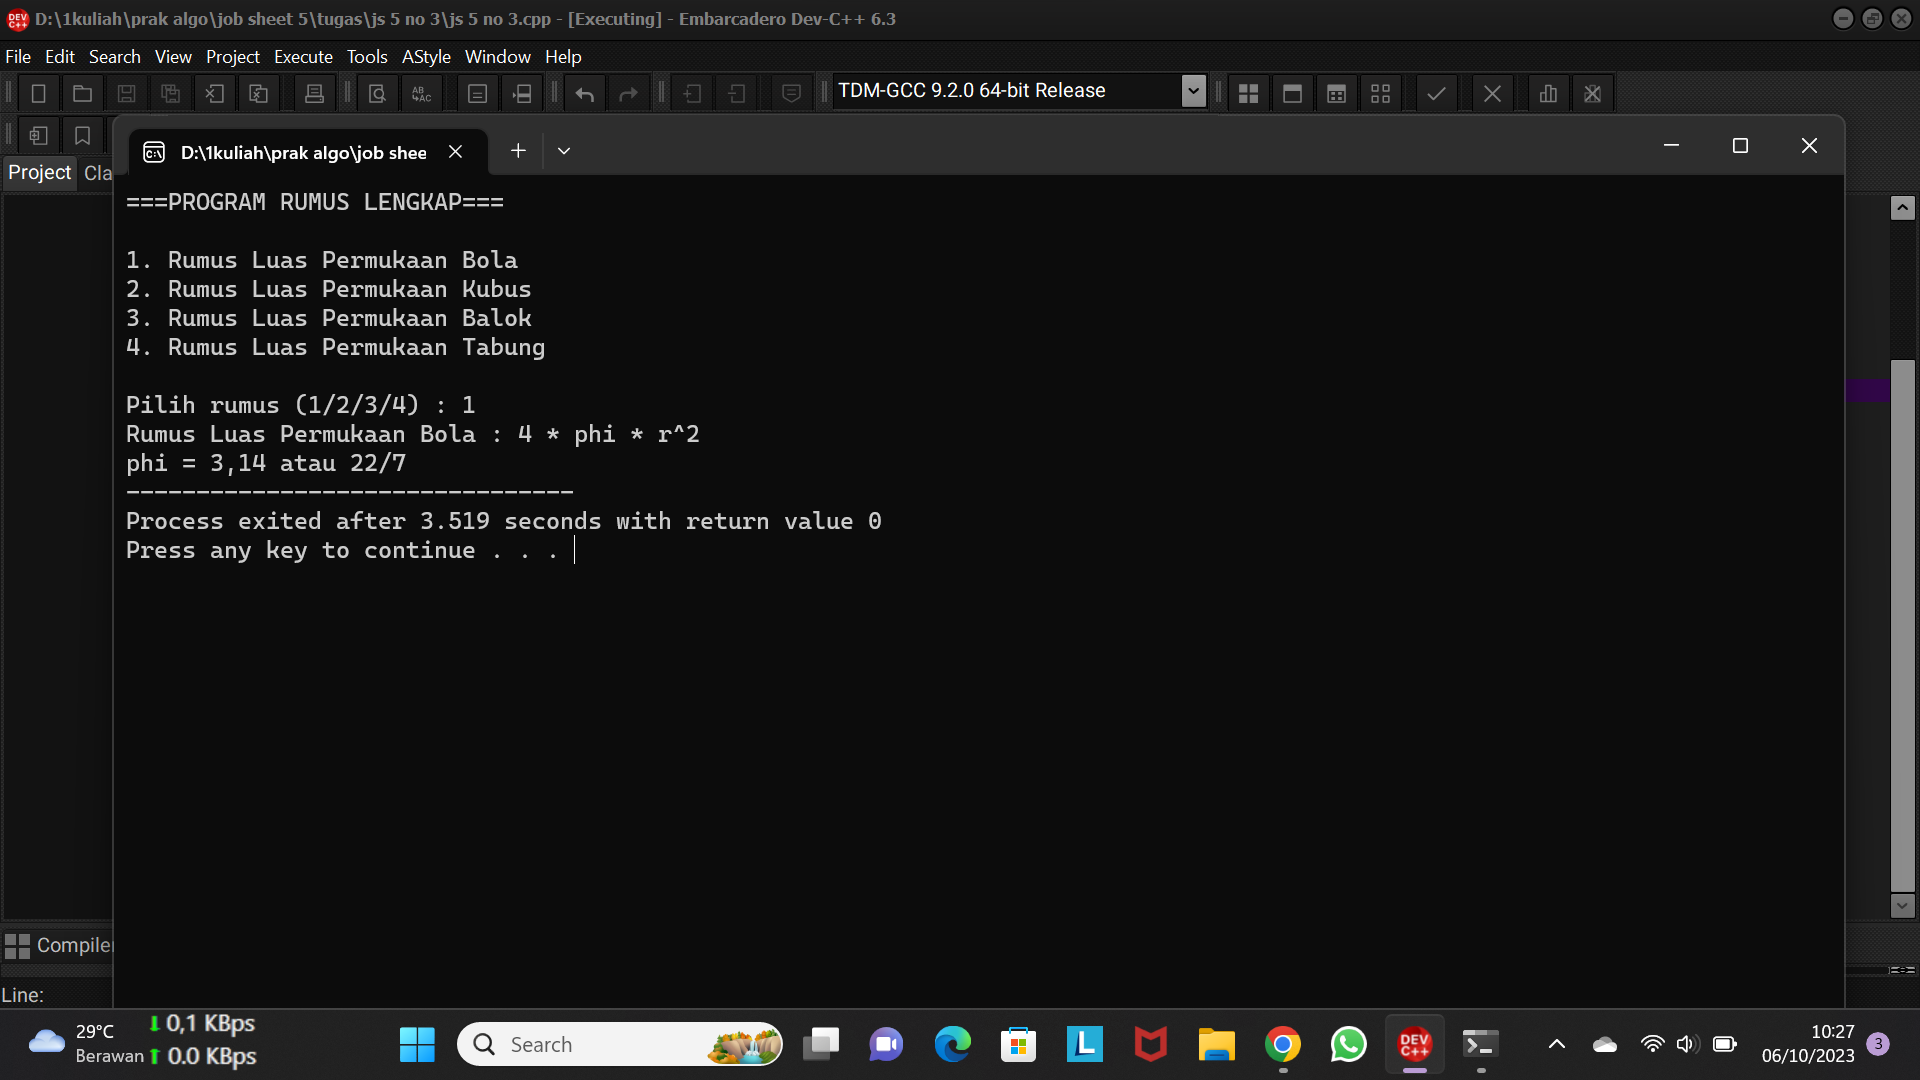 D:\1kuliah\prak algo\job sheet 5\tugas\js 5 no 3\js 5 no 3.cpp - [Executing] - Embarcadero Dev-C++ 6.3
File Edit Search View Project Execute Tools AStyle Window Help
TDM-GCC 9.2.0 64-bit Release
D:\1kuliah\prak algo\job shee
Project Cla
===PROGRAM RUMUS LENGKAP===
1. Rumus Luas Permukaan Bola
2. Rumus Luas Permukaan Kubus
3. Rumus Luas Permukaan Balok
4. Rumus Luas Permukaan Tabung
Pilih rumus (1/2/3/4) : 1
Rumus Luas Permukaan Bola : 4 * phi * r^2
phi = 3,14 atau 22/7
--------------------------------
Process exited after 3.519 seconds with return value 0
Press any key to continue . . .
Compiler
Line:
29°C
Berawan
0,1 KBps
0.0 KBps
Search
DEV C++
10:27
06/10/2023
3